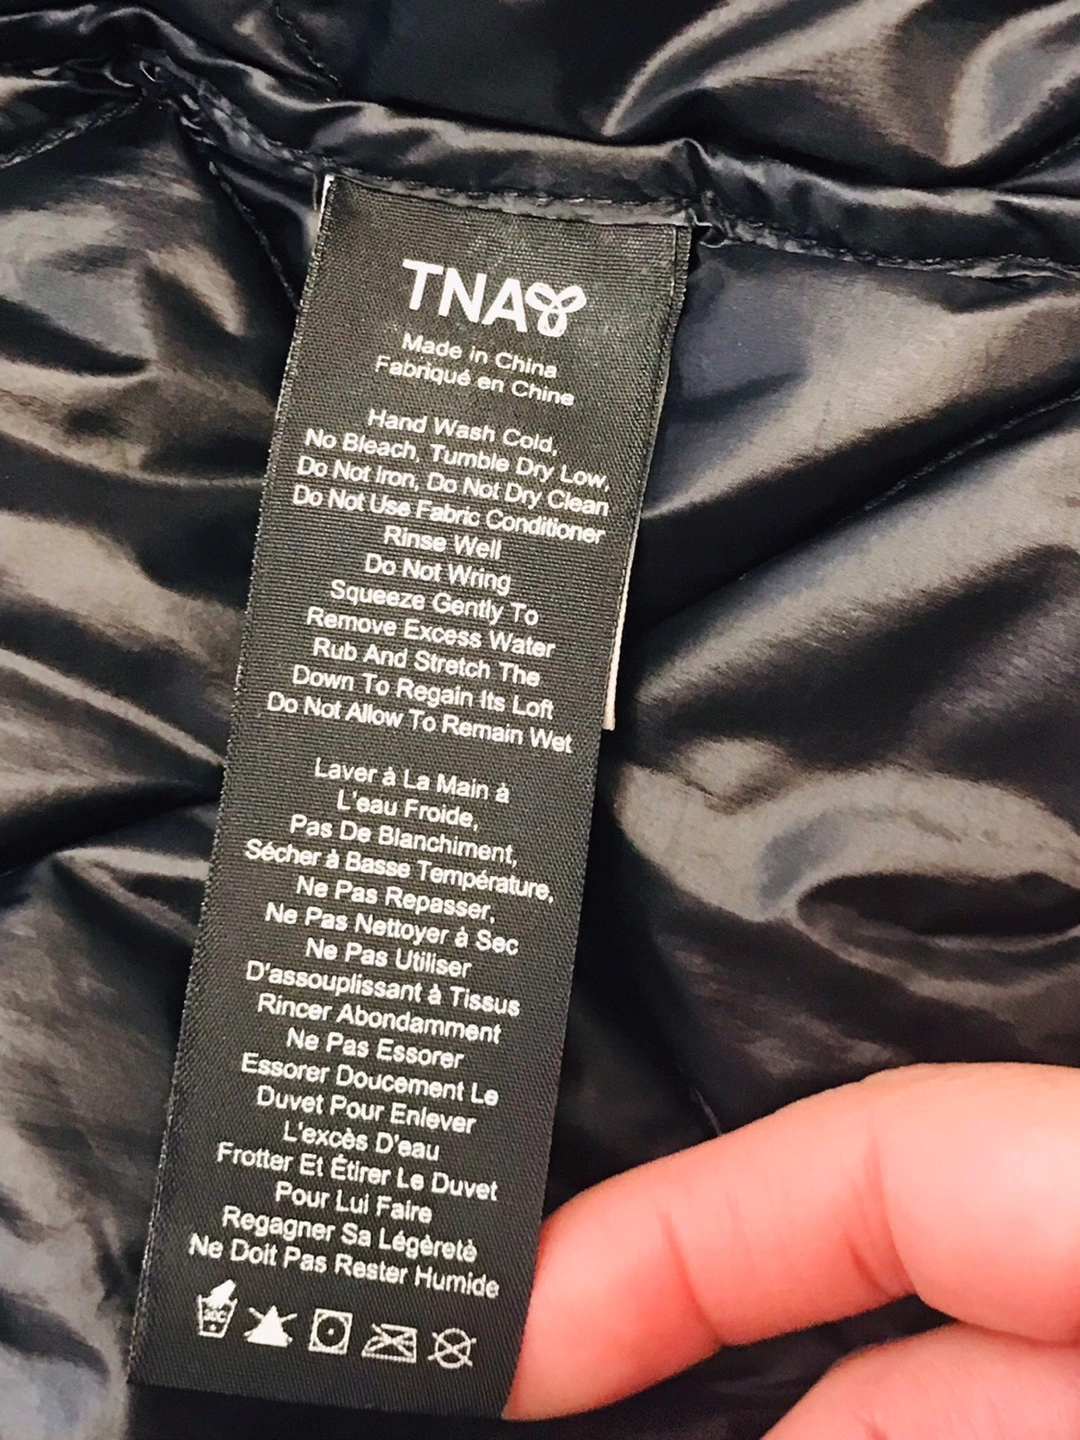 TNA
Made in China
Fabriqué en Chine
Hand Wash Cold,
No Bleach, Tumble Dry Low,
Do Not Iron, Do Not Dry Clean
Do Not Use Fabric Conditioner
Rinse Well
Do Not Wring
Squeeze Gently To
Remove Excess Water
Rub And Stretch The
Down To Regain Its Loft
Do Not Allow To Remain Wet
Laver à La Main à
L'eau Froide,
Pas De Blanchiment,
Sécher à Basse Température,
Ne Pas Repasser,
Ne Pas Nettoyer à Sec
Ne Pas Utiliser
D'assouplissant à Tissus
Rincer Abondamment
Ne Pas Essorer
Essorer Doucement Le
Duvet Pour Enlever
L'excès D'eau
Frotter Et Étirer Le Duvet
Pour Lui Faire
Regagner Sa Légèretè
Ne Doit Pas Rester Humide
30C